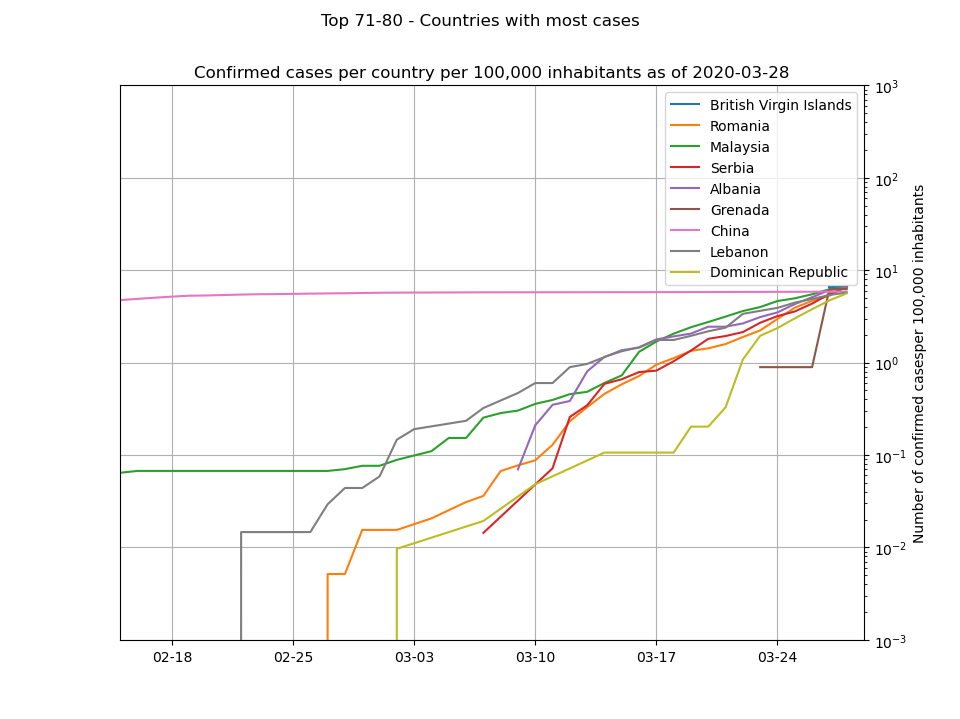 Top 71-80 - Countries with most cases
Confirmed cases per country per 100,000 inhabitants as of 2020-03-28
British Virgin Islands
Romania
Malaysia
Serbia
Albania
Grenada
China
Lebanon
Dominican Republic
10³
10²
10¹
10⁰
10⁻¹
10⁻²
10⁻³
Number of confirmed casesper 100,000 inhabitants
02-18 02-25 03-03 03-10 03-17 03-24